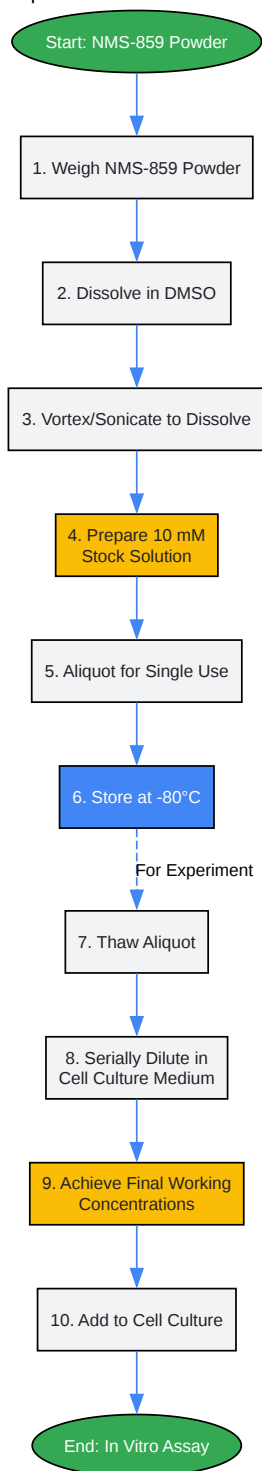 Start: NMS-859 Powder
1. Weigh NMS-859 Powder
2. Dissolve in DMSO
3. Vortex/Sonicate to Dissolve
4. Prepare 10 mM
Stock Solution
5. Aliquot for Single Use
6. Store at -80°C
For Experiment
7. Thaw Aliquot
8. Serially Dilute in
Cell Culture Medium
9. Achieve Final Working
Concentrations
10. Add to Cell Culture
End: In Vitro Assay